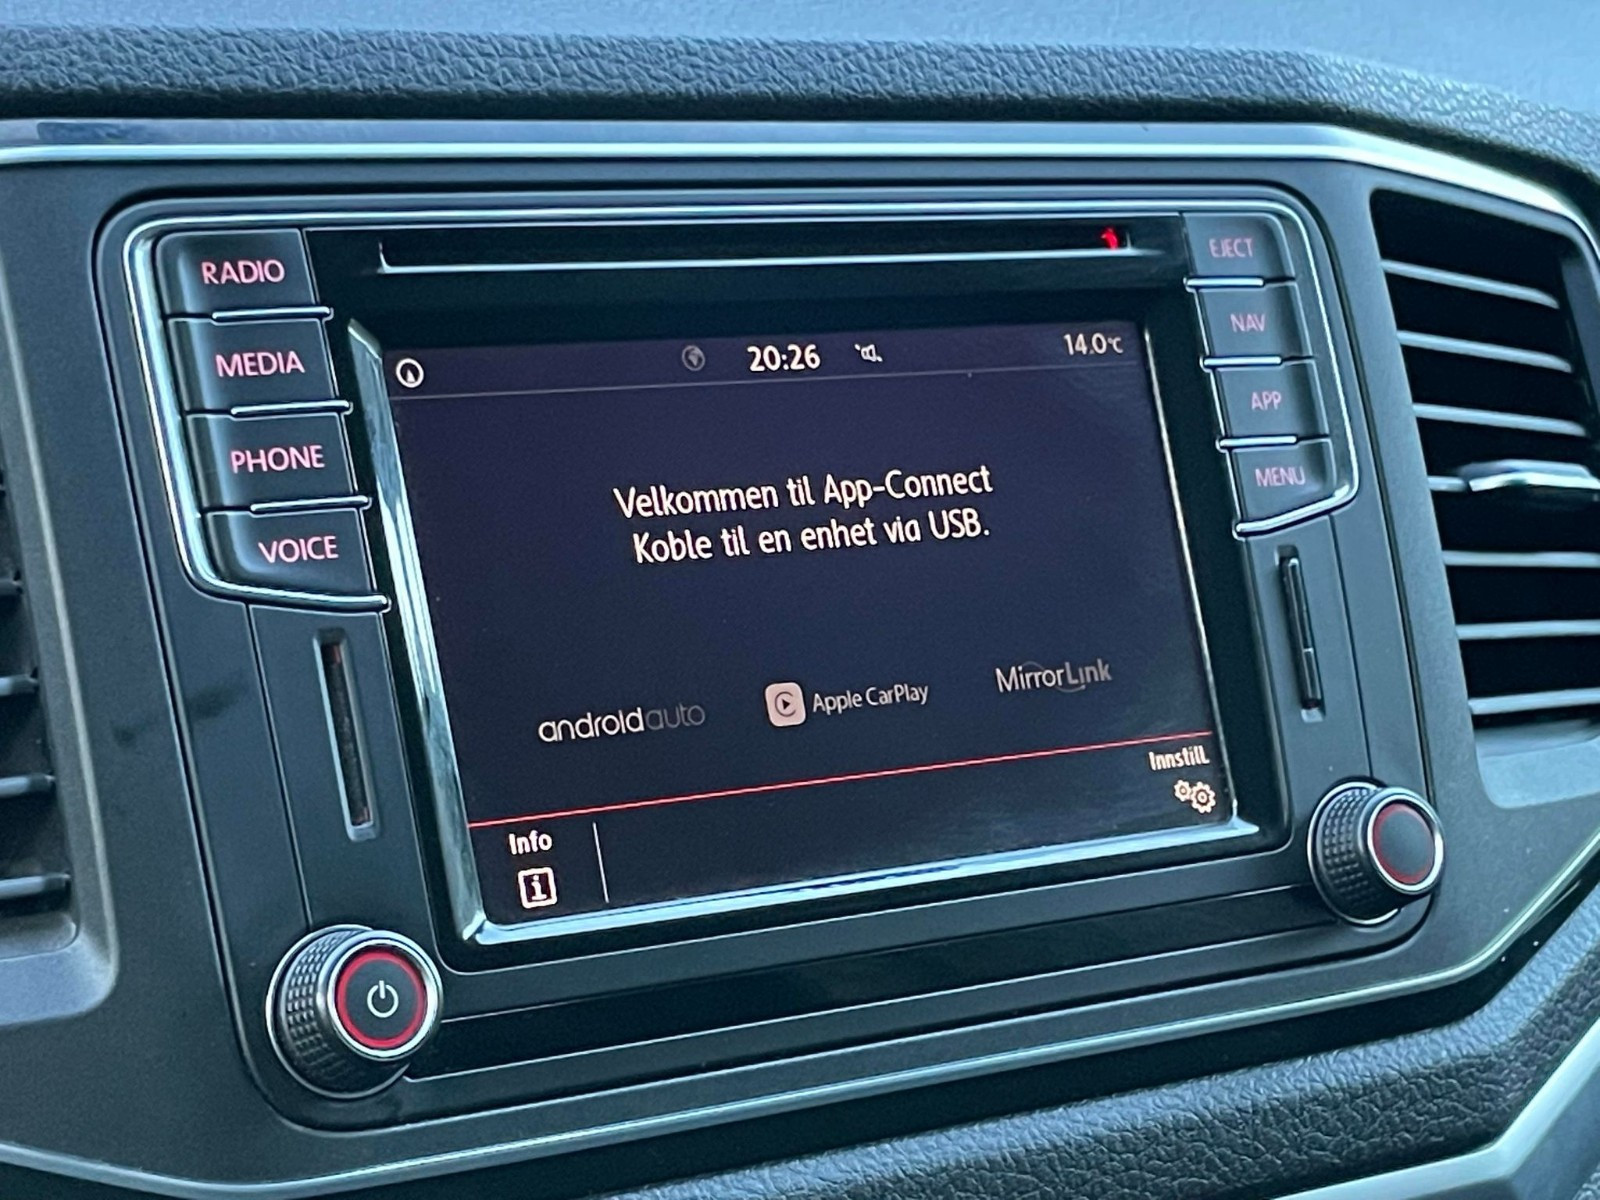 RADIO
MEDIA
PHONE
VOICE
EJECT
NAV
APP
MENU
20:26
14.0°C
Velkommen til App-Connect
Koble til en enhet via USB.
androidauto
Apple CarPlay
MirrorLink
Innstill.
Info
i